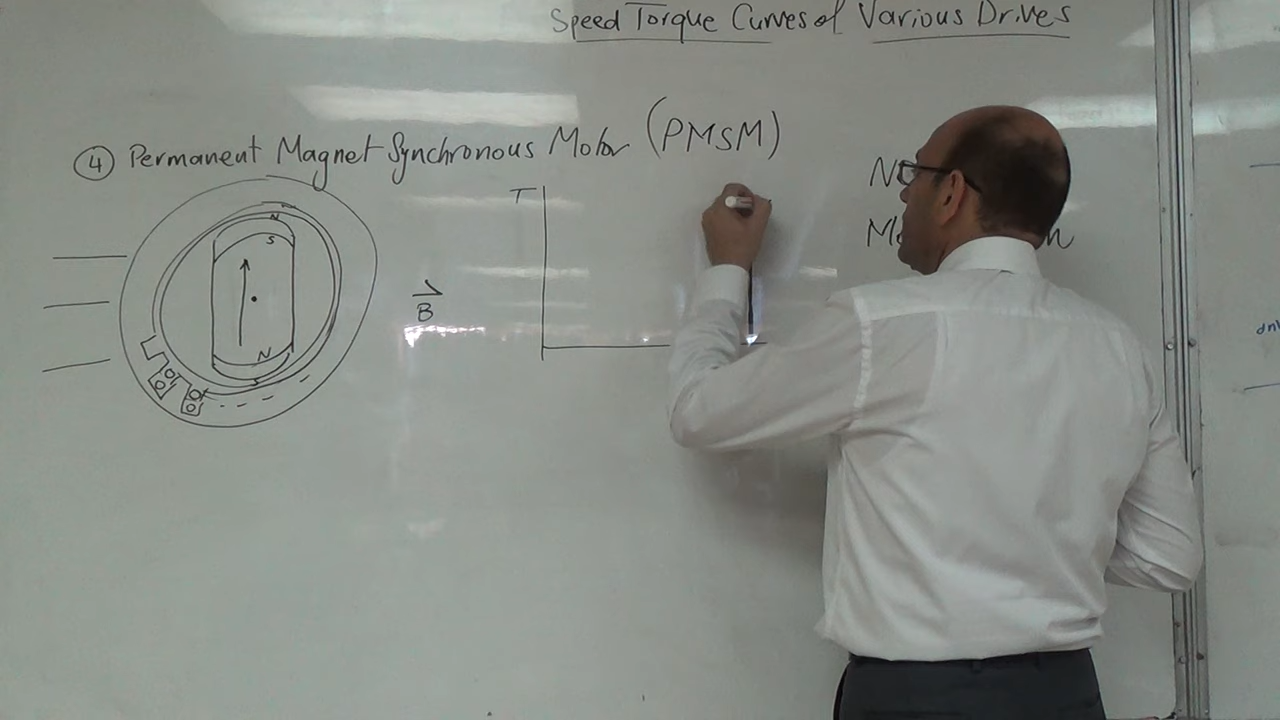 Speed Torque Curves of Various Drives
④ Permanent Magnet Synchronous Motor (PMSM)
T
N
S
N
B